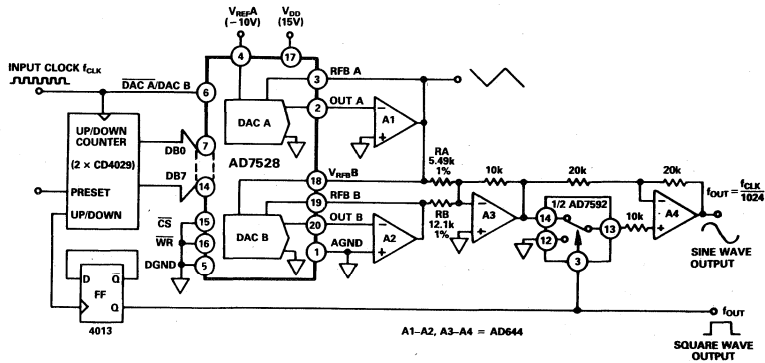 VREFA
(−10V)
VDD
(15V)
4
17
INPUT CLOCK fCLK
DAC A/DAC B
6
3
RFB A
2
OUT A
A1
−
+
DAC A
UP/DOWN
COUNTER
(2 × CD4029)
PRESET
UP/DOWN
DB0
7
DB7
14
AD7528
18
VRFBB
19
RFB B
20
OUT B
1
AGND
DAC B
A2
−
+
CS
15
WR
16
DGND
5
D
Q
FF
Q
4013
RA
5.49k
1%
RB
12.1k
1%
10k
A3
−
+
20k
20k
1/2 AD7592
14
12
13
3
10k
A4
−
+
fOUT = fCLK
1024
SINE WAVE
OUTPUT
fOUT
SQUARE WAVE
OUTPUT
A1–A2, A3–A4 = AD644